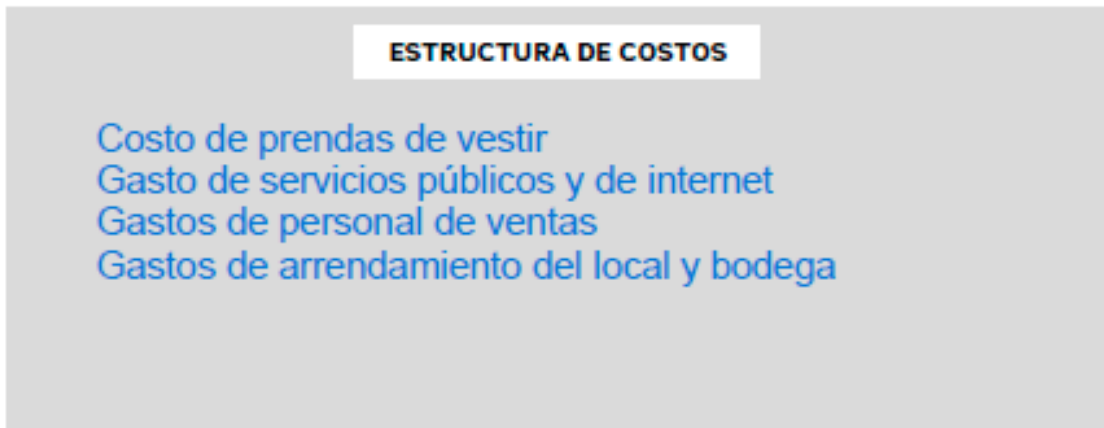 ESTRUCTURA DE COSTOS
Costo de prendas de vestir
Gasto de servicios públicos y de internet
Gastos de personal de ventas
Gastos de arrendamiento del local y bodega